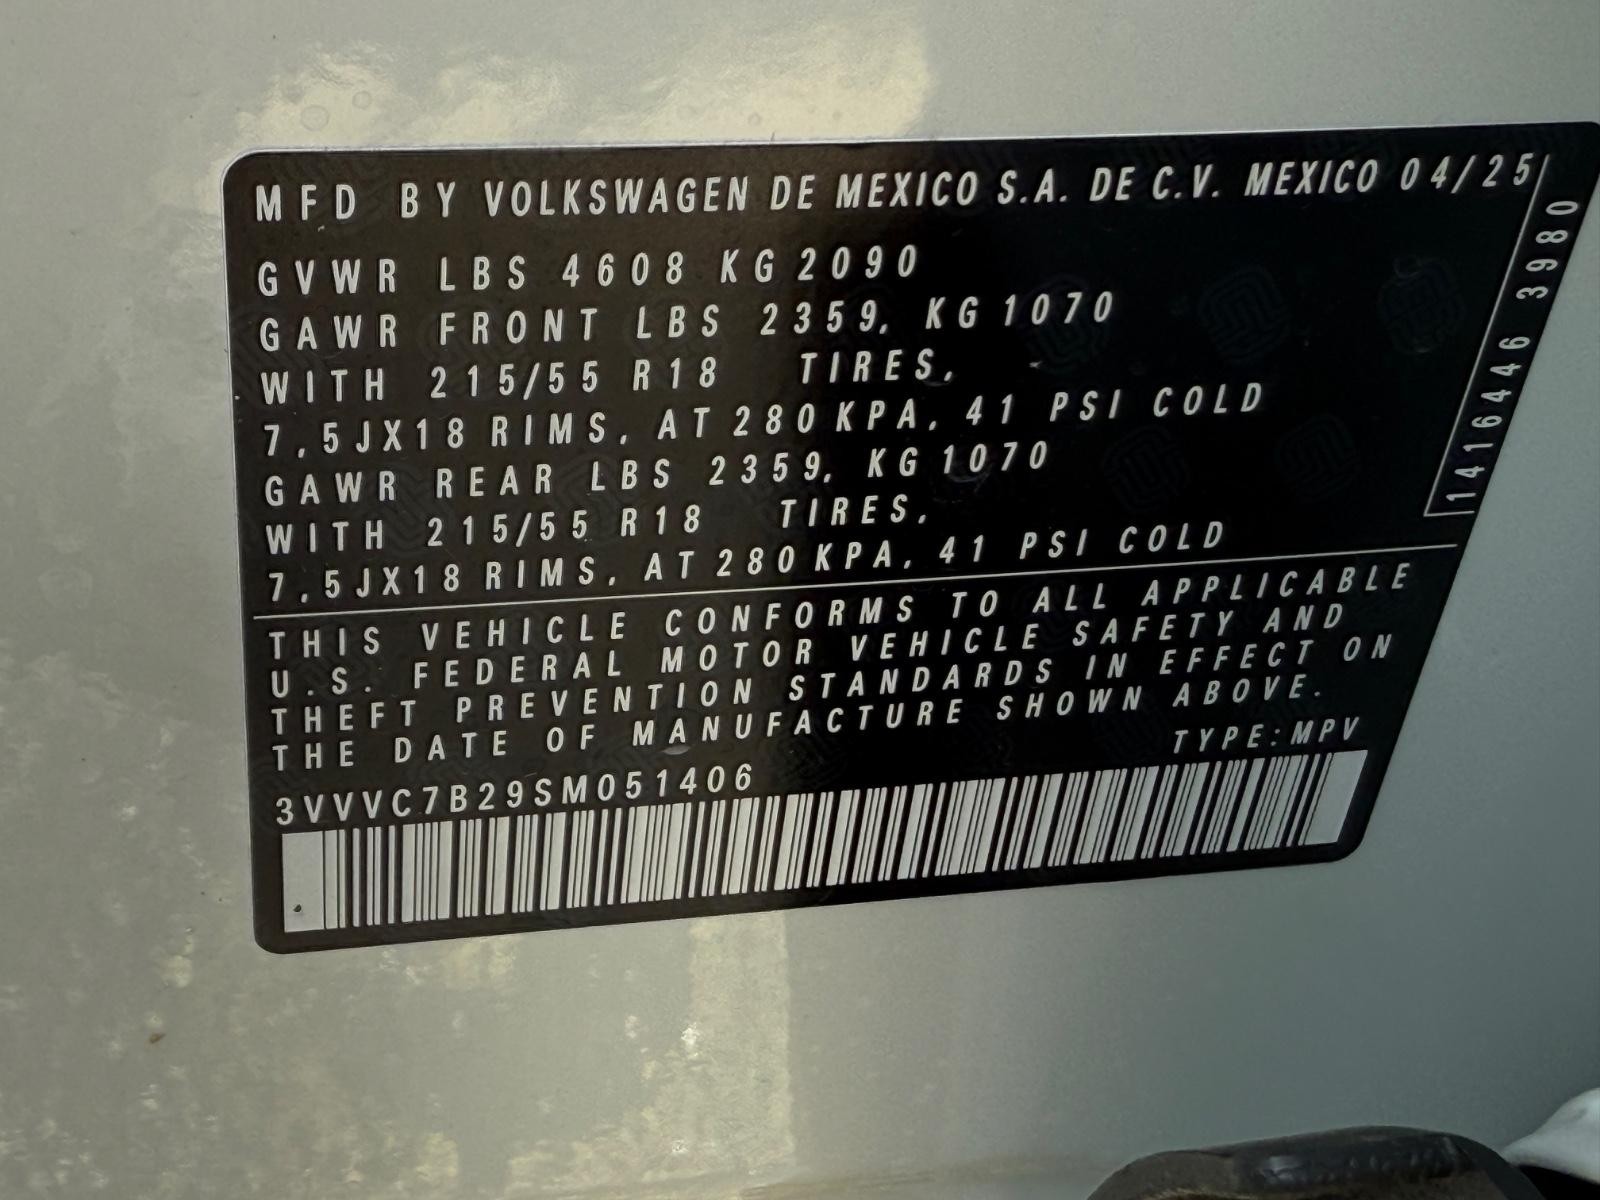 MFD BY VOLKSWAGEN DE MEXICO S.A. DE C.V. MEXICO 04/25
GVWR LBS 4608 KG 2090
GAWR FRONT LBS 2359, KG 1070
WITH 215/55 R18 TIRES,
7,5JX18 RIMS, AT 280 KPA, 41 PSI COLD
GAWR REAR LBS 2359, KG 1070
WITH 215/55 R18 TIRES,
7,5JX18 RIMS, AT 280 KPA, 41 PSI COLD
1416446 3980
THIS VEHICLE CONFORMS TO ALL APPLICABLE
U.S. FEDERAL MOTOR VEHICLE SAFETY AND
THEFT PREVENTION STANDARDS IN EFFECT ON
THE DATE OF MANUFACTURE SHOWN ABOVE.
TYPE:MPV
3VVVC7B29SM051406